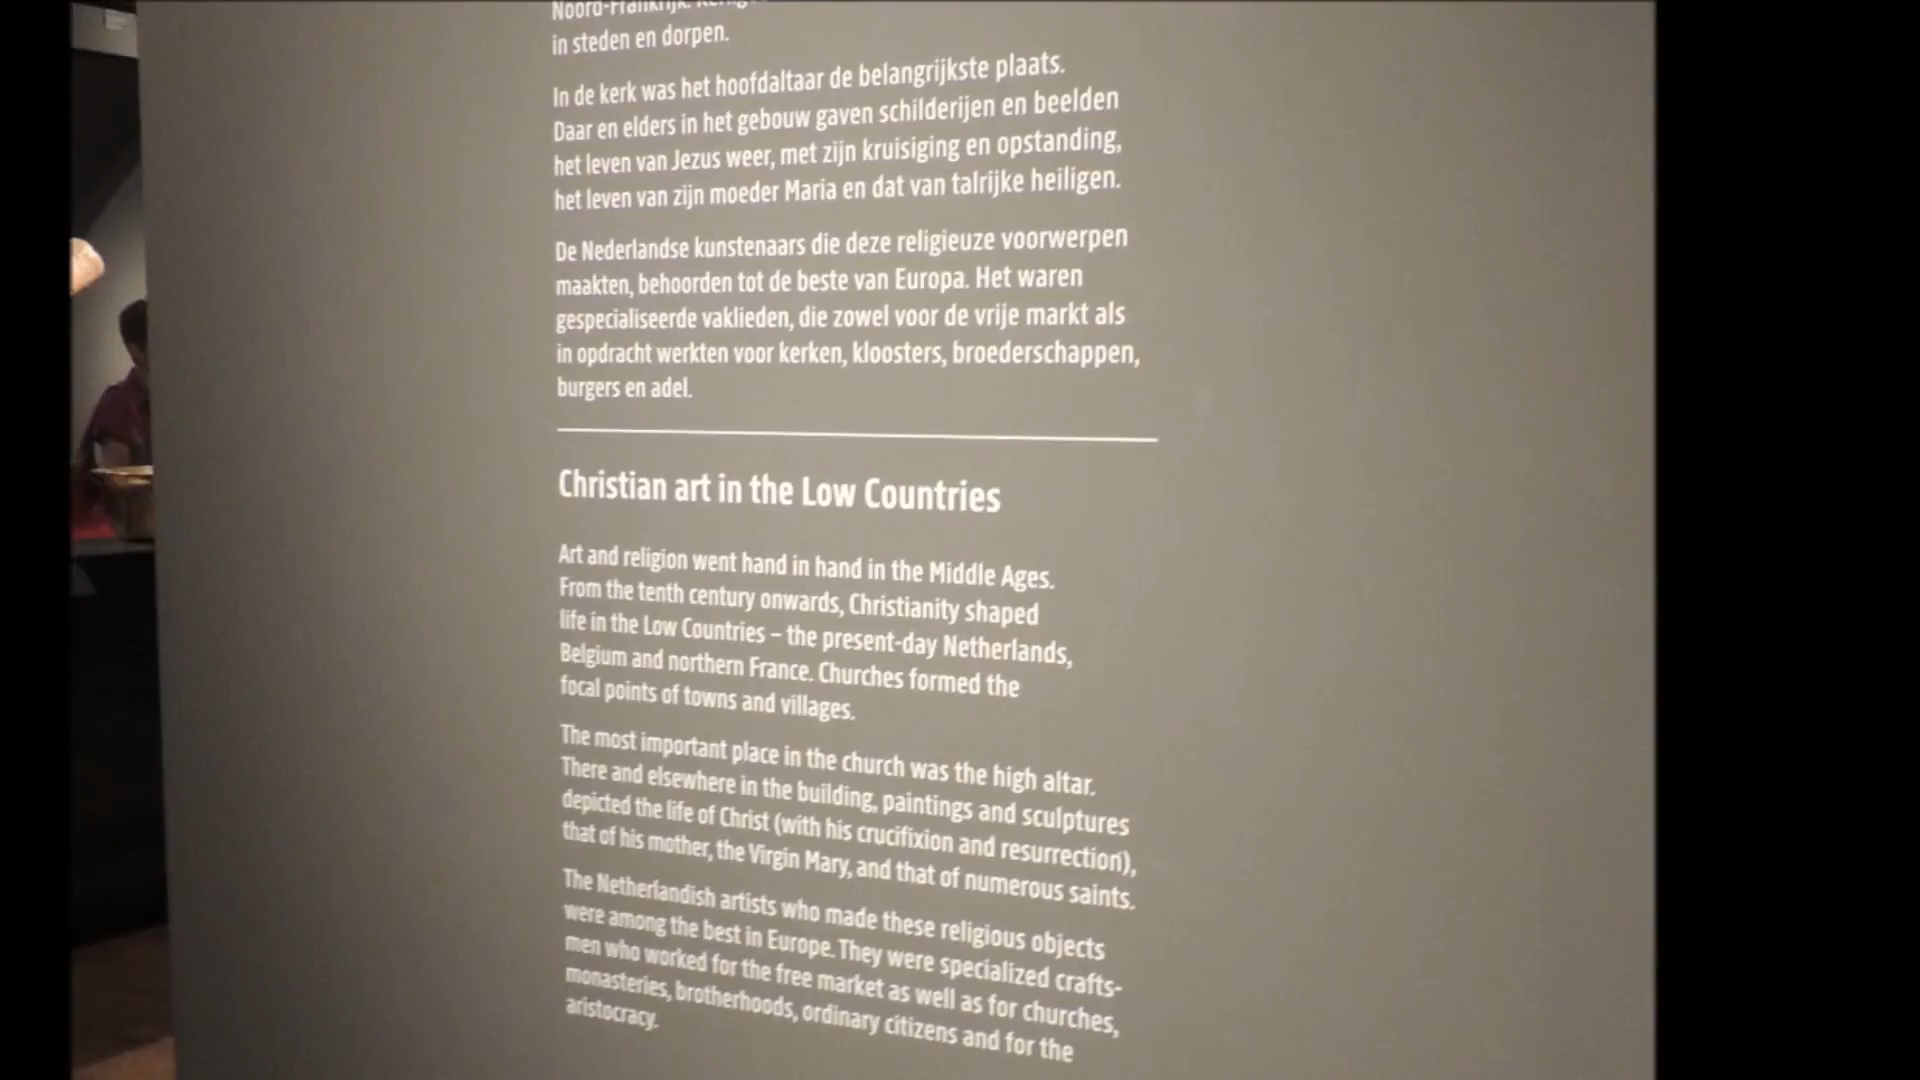 Noord-Frankrijk.
in steden en dorpen.
In de kerk was het hoofdaltaar de belangrijkste plaats.
Daar en elders in het gebouw gaven schilderijen en beelden
het leven van Jezus weer, met zijn kruisiging en opstanding,
het leven van zijn moeder Maria en dat van talrijke heiligen.
De Nederlandse kunstenaars die deze religieuze voorwerpen
maakten, behoorden tot de beste van Europa. Het waren
gespecialiseerde vaklieden, die zowel voor de vrije markt als
in opdracht werkten voor kerken, kloosters, broederschappen,
burgers en adel.
Christian art in the Low Countries
Art and religion went hand in hand in the Middle Ages.
From the tenth century onwards, Christianity shaped
life in the Low Countries – the present-day Netherlands,
Belgium and northern France. Churches formed the
focal points of towns and villages.
The most important place in the church was the high altar.
There and elsewhere in the building, paintings and sculptures
depicted the life of Christ (with his crucifixion and resurrection),
that of his mother, the Virgin Mary, and that of numerous saints.
The Netherlandish artists who made these religious objects
were among the best in Europe. They were specialized crafts-
men who worked for the free market as well as for churches,
monasteries, brotherhoods, ordinary citizens and for the
aristocracy.